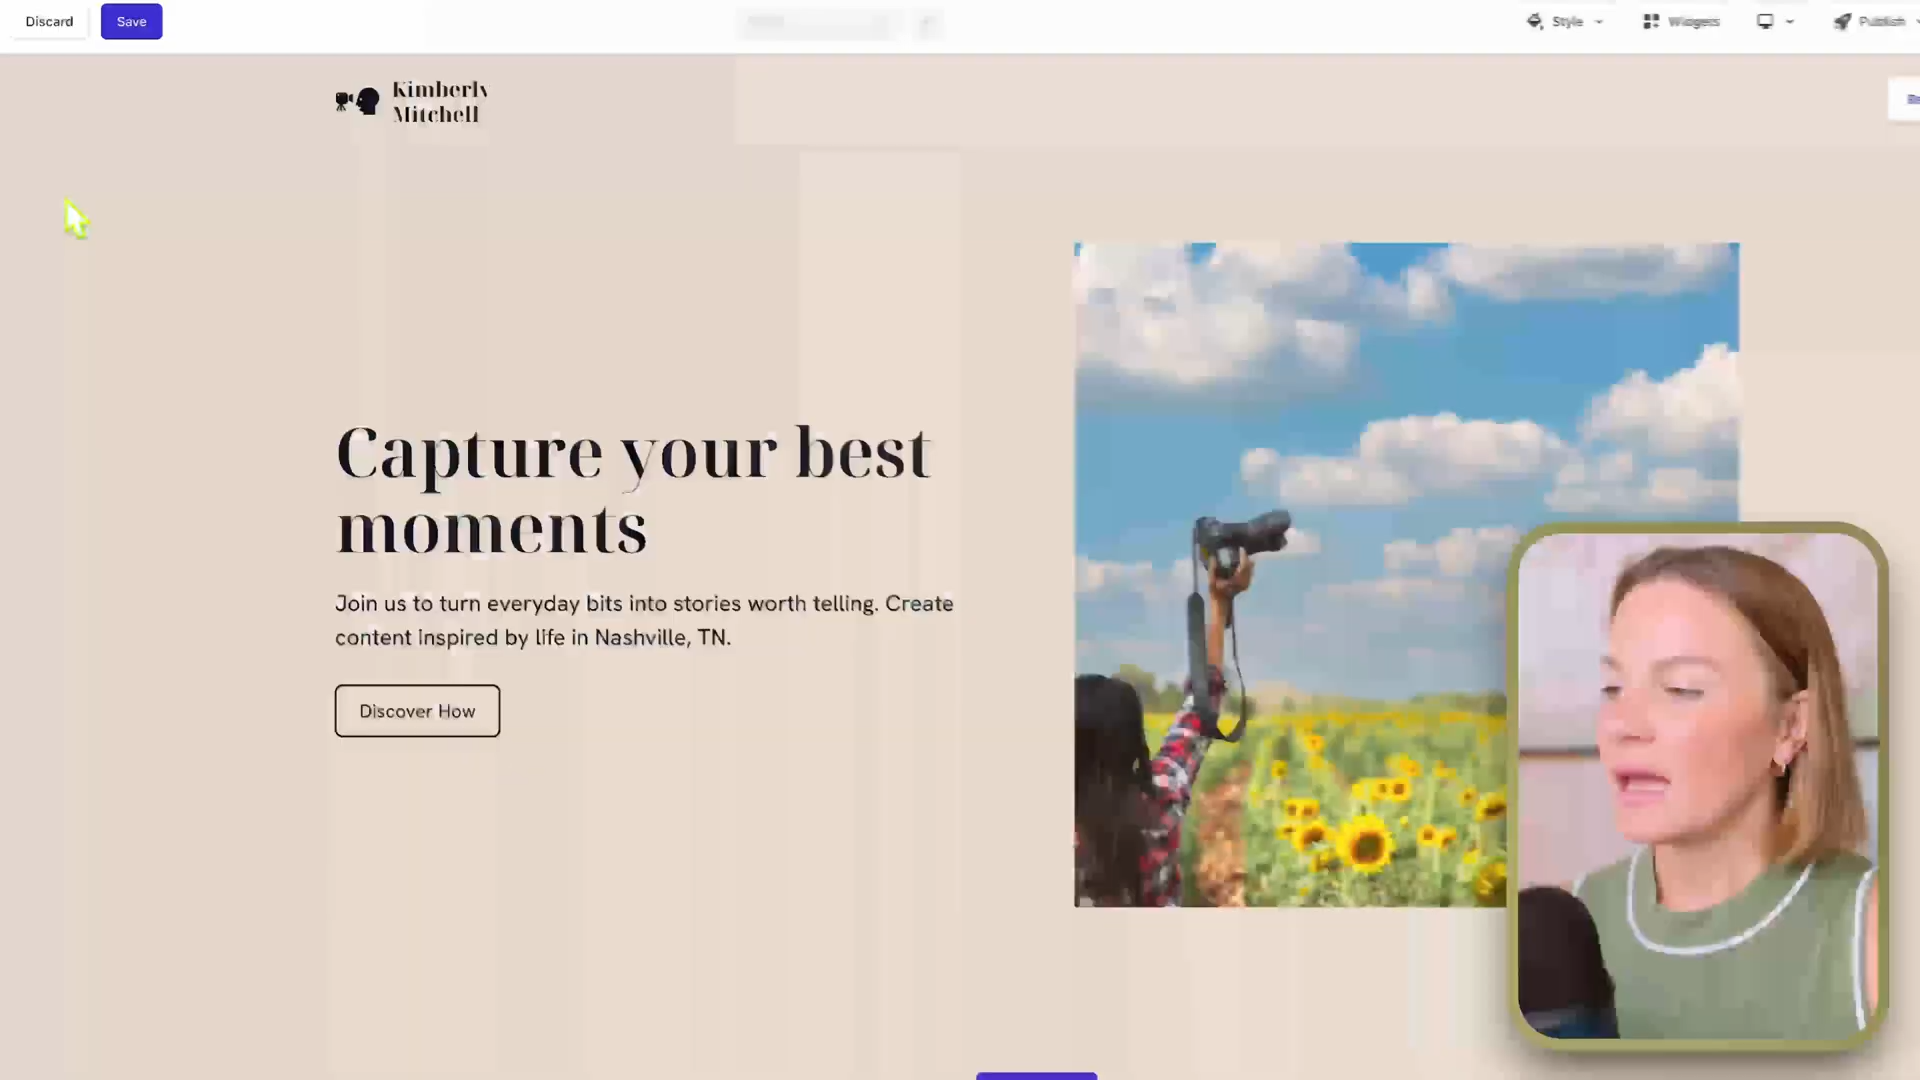 Discard
Save
Style
Widgets
Publish
Kimberly
Mitchell
Capture your best
moments
Join us to turn everyday bits into stories worth telling. Create
content inspired by life in Nashville, TN.
Discover How